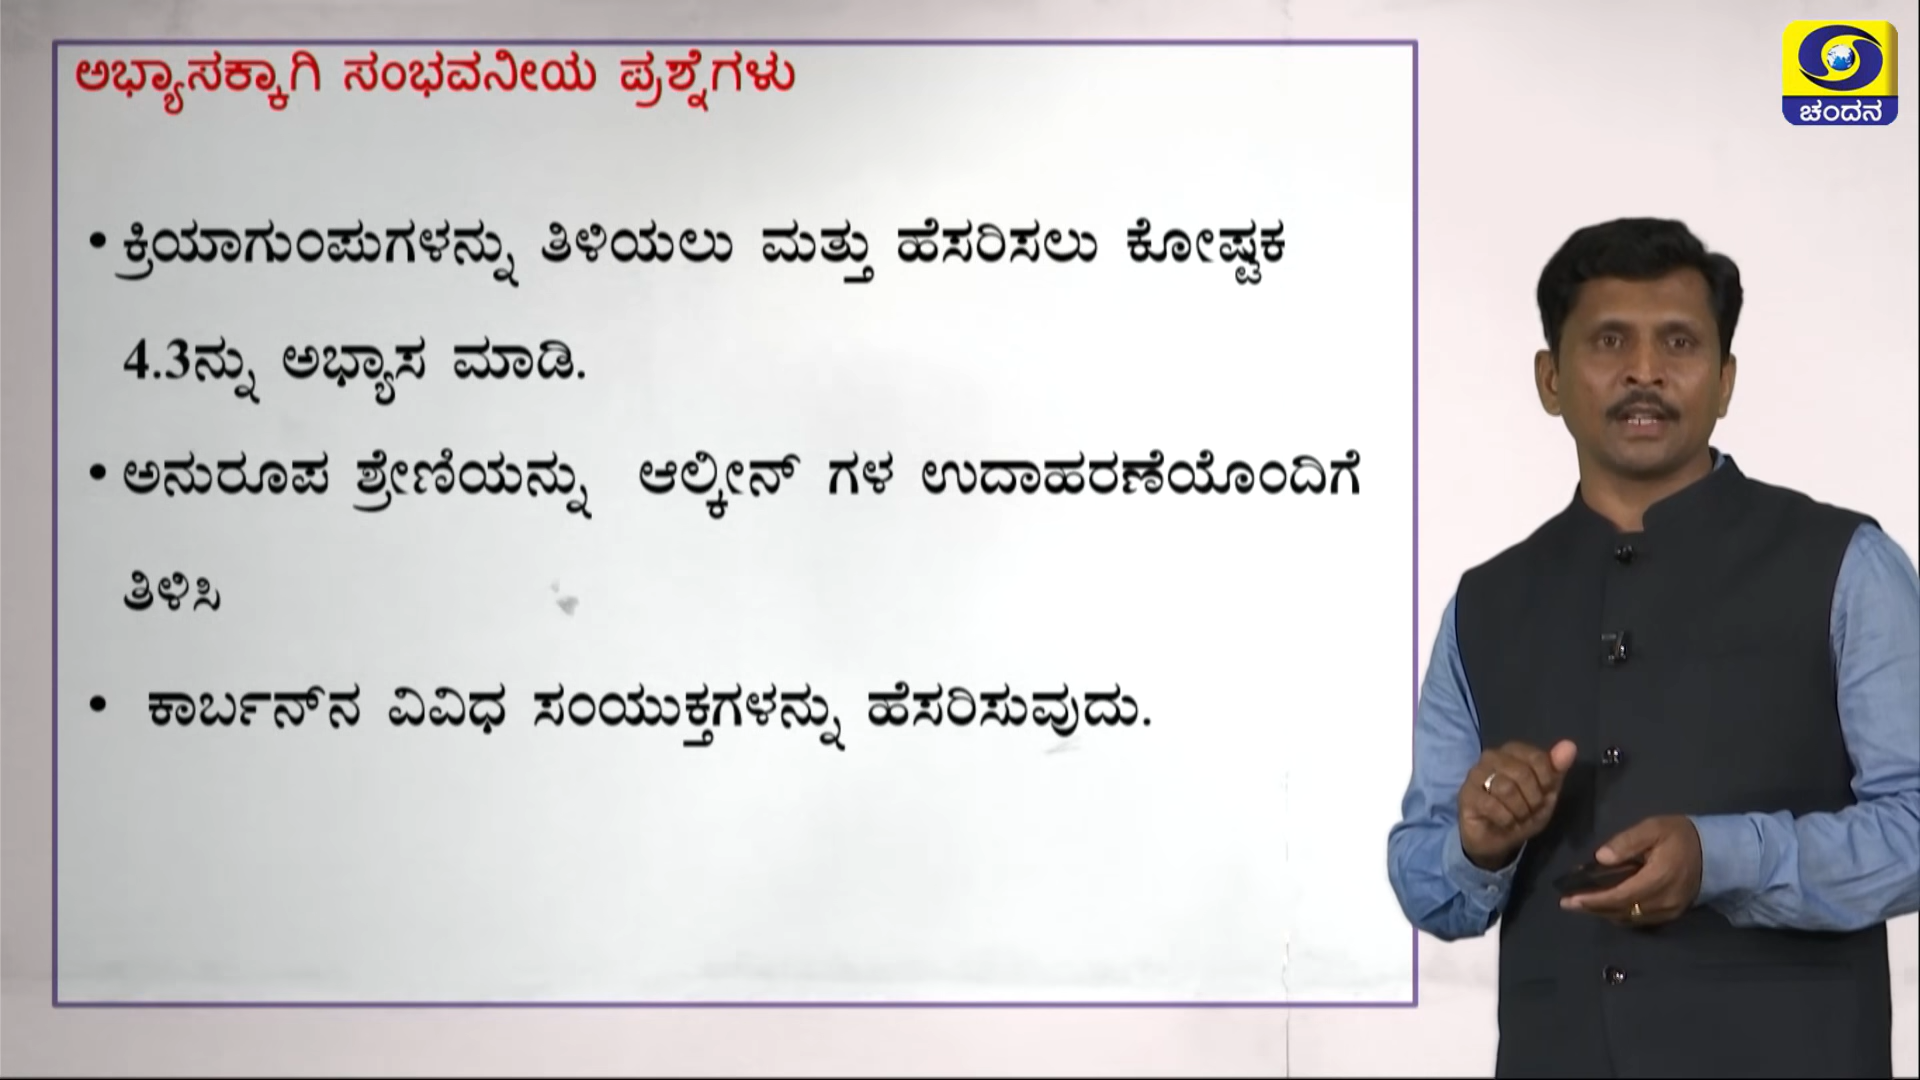 ಅಭ್ಯಾಸಕ್ಕಾಗಿ ಸಂಭವನೀಯ ಪ್ರಶ್ನೆಗಳು
ಚಂದನ
• ಕ್ರಿಯಾಗುಂಪುಗಳನ್ನು ತಿಳಿಯಲು ಮತ್ತು ಹೆಸರಿಸಲು ಕೋಷ್ಟಕ
4.3ನ್ನು ಅಭ್ಯಾಸ ಮಾಡಿ.
• ಅನುರೂಪ ಶ್ರೇಣಿಯನ್ನು ಆಲ್ಕೀನ್ ಗಳ ಉದಾಹರಣೆಯೊಂದಿಗೆ
ತಿಳಿಸಿ
• ಕಾರ್ಬನ್‌ನ ವಿವಿಧ ಸಂಯುಕ್ತಗಳನ್ನು ಹೆಸರಿಸುವುದು.